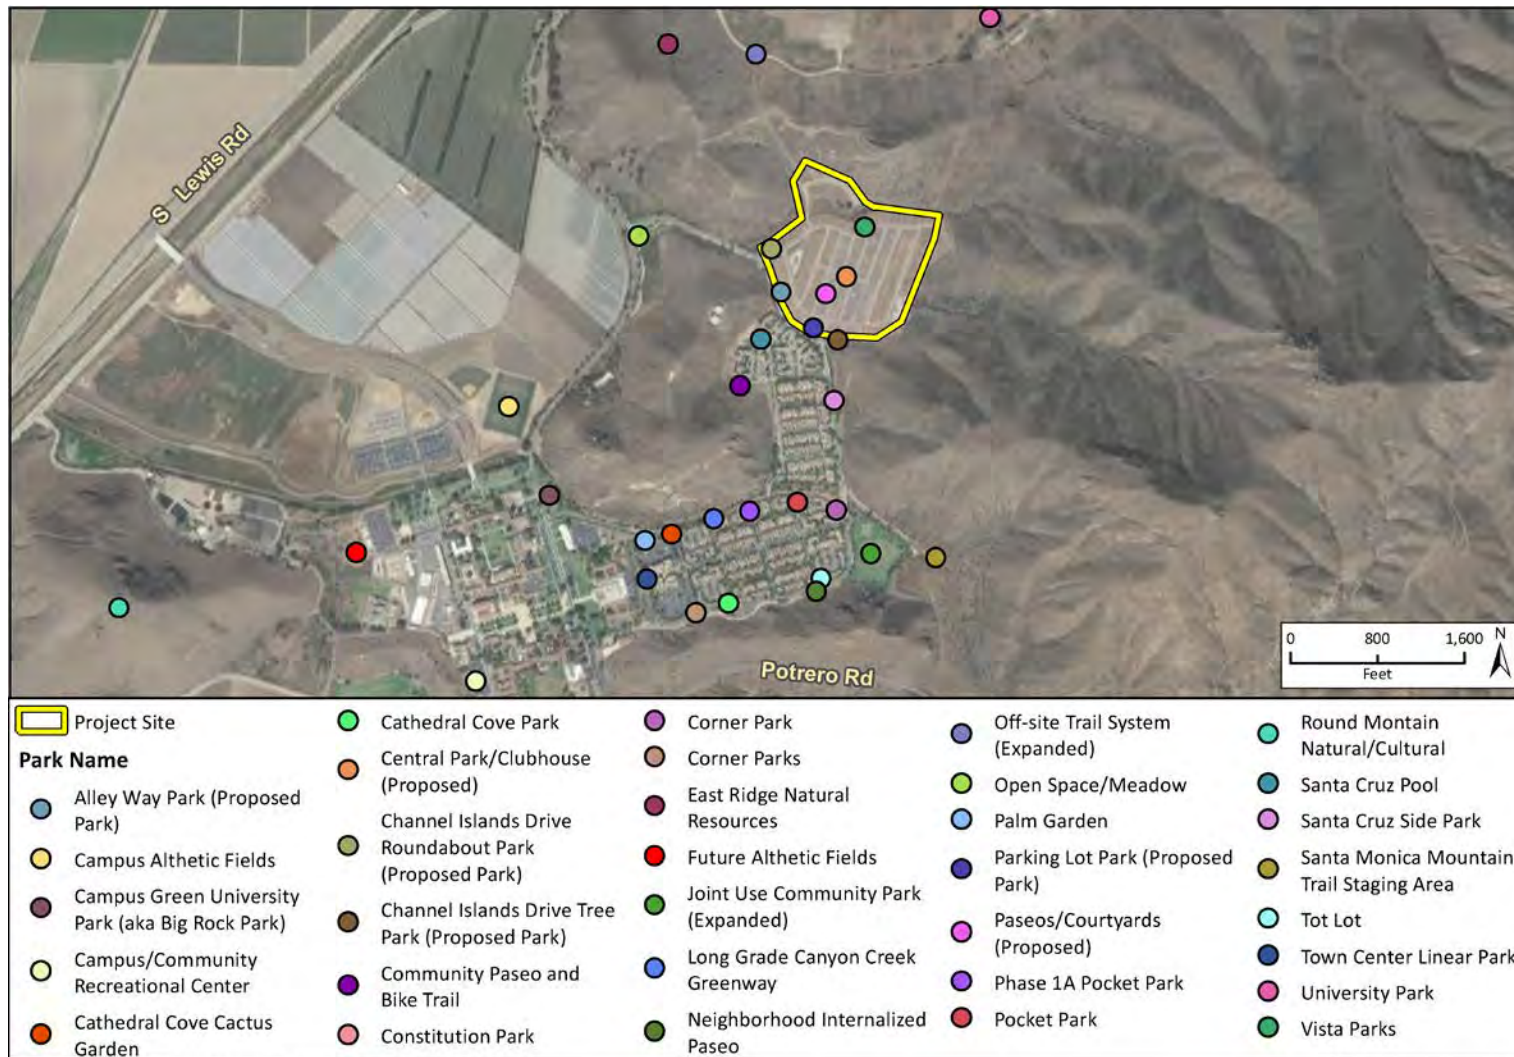 S Lewis Rd
Potrero Rd
0 800 1,600
Feet
N
Project Site
Park Name
Alley Way Park (Proposed
Park)
Campus Althetic Fields
Campus Green University
Park (aka Big Rock Park)
Campus/Community
Recreational Center
Cathedral Cove Cactus
Garden
Cathedral Cove Park
Central Park/Clubhouse
(Proposed)
Channel Islands Drive
Roundabout Park
(Proposed Park)
Channel Islands Drive Tree
Park (Proposed Park)
Community Paseo and
Bike Trail
Constitution Park
Corner Park
Corner Parks
East Ridge Natural
Resources
Future Althetic Fields
Joint Use Community Park
(Expanded)
Long Grade Canyon Creek
Greenway
Neighborhood Internalized
Paseo
Off-site Trail System
(Expanded)
Open Space/Meadow
Palm Garden
Parking Lot Park (Proposed
Park)
Paseos/Courtyards
(Proposed)
Phase 1A Pocket Park
Pocket Park
Round Montain
Natural/Cultural
Santa Cruz Pool
Santa Cruz Side Park
Santa Monica Mountain
Trail Staging Area
Tot Lot
Town Center Linear Park
University Park
Vista Parks